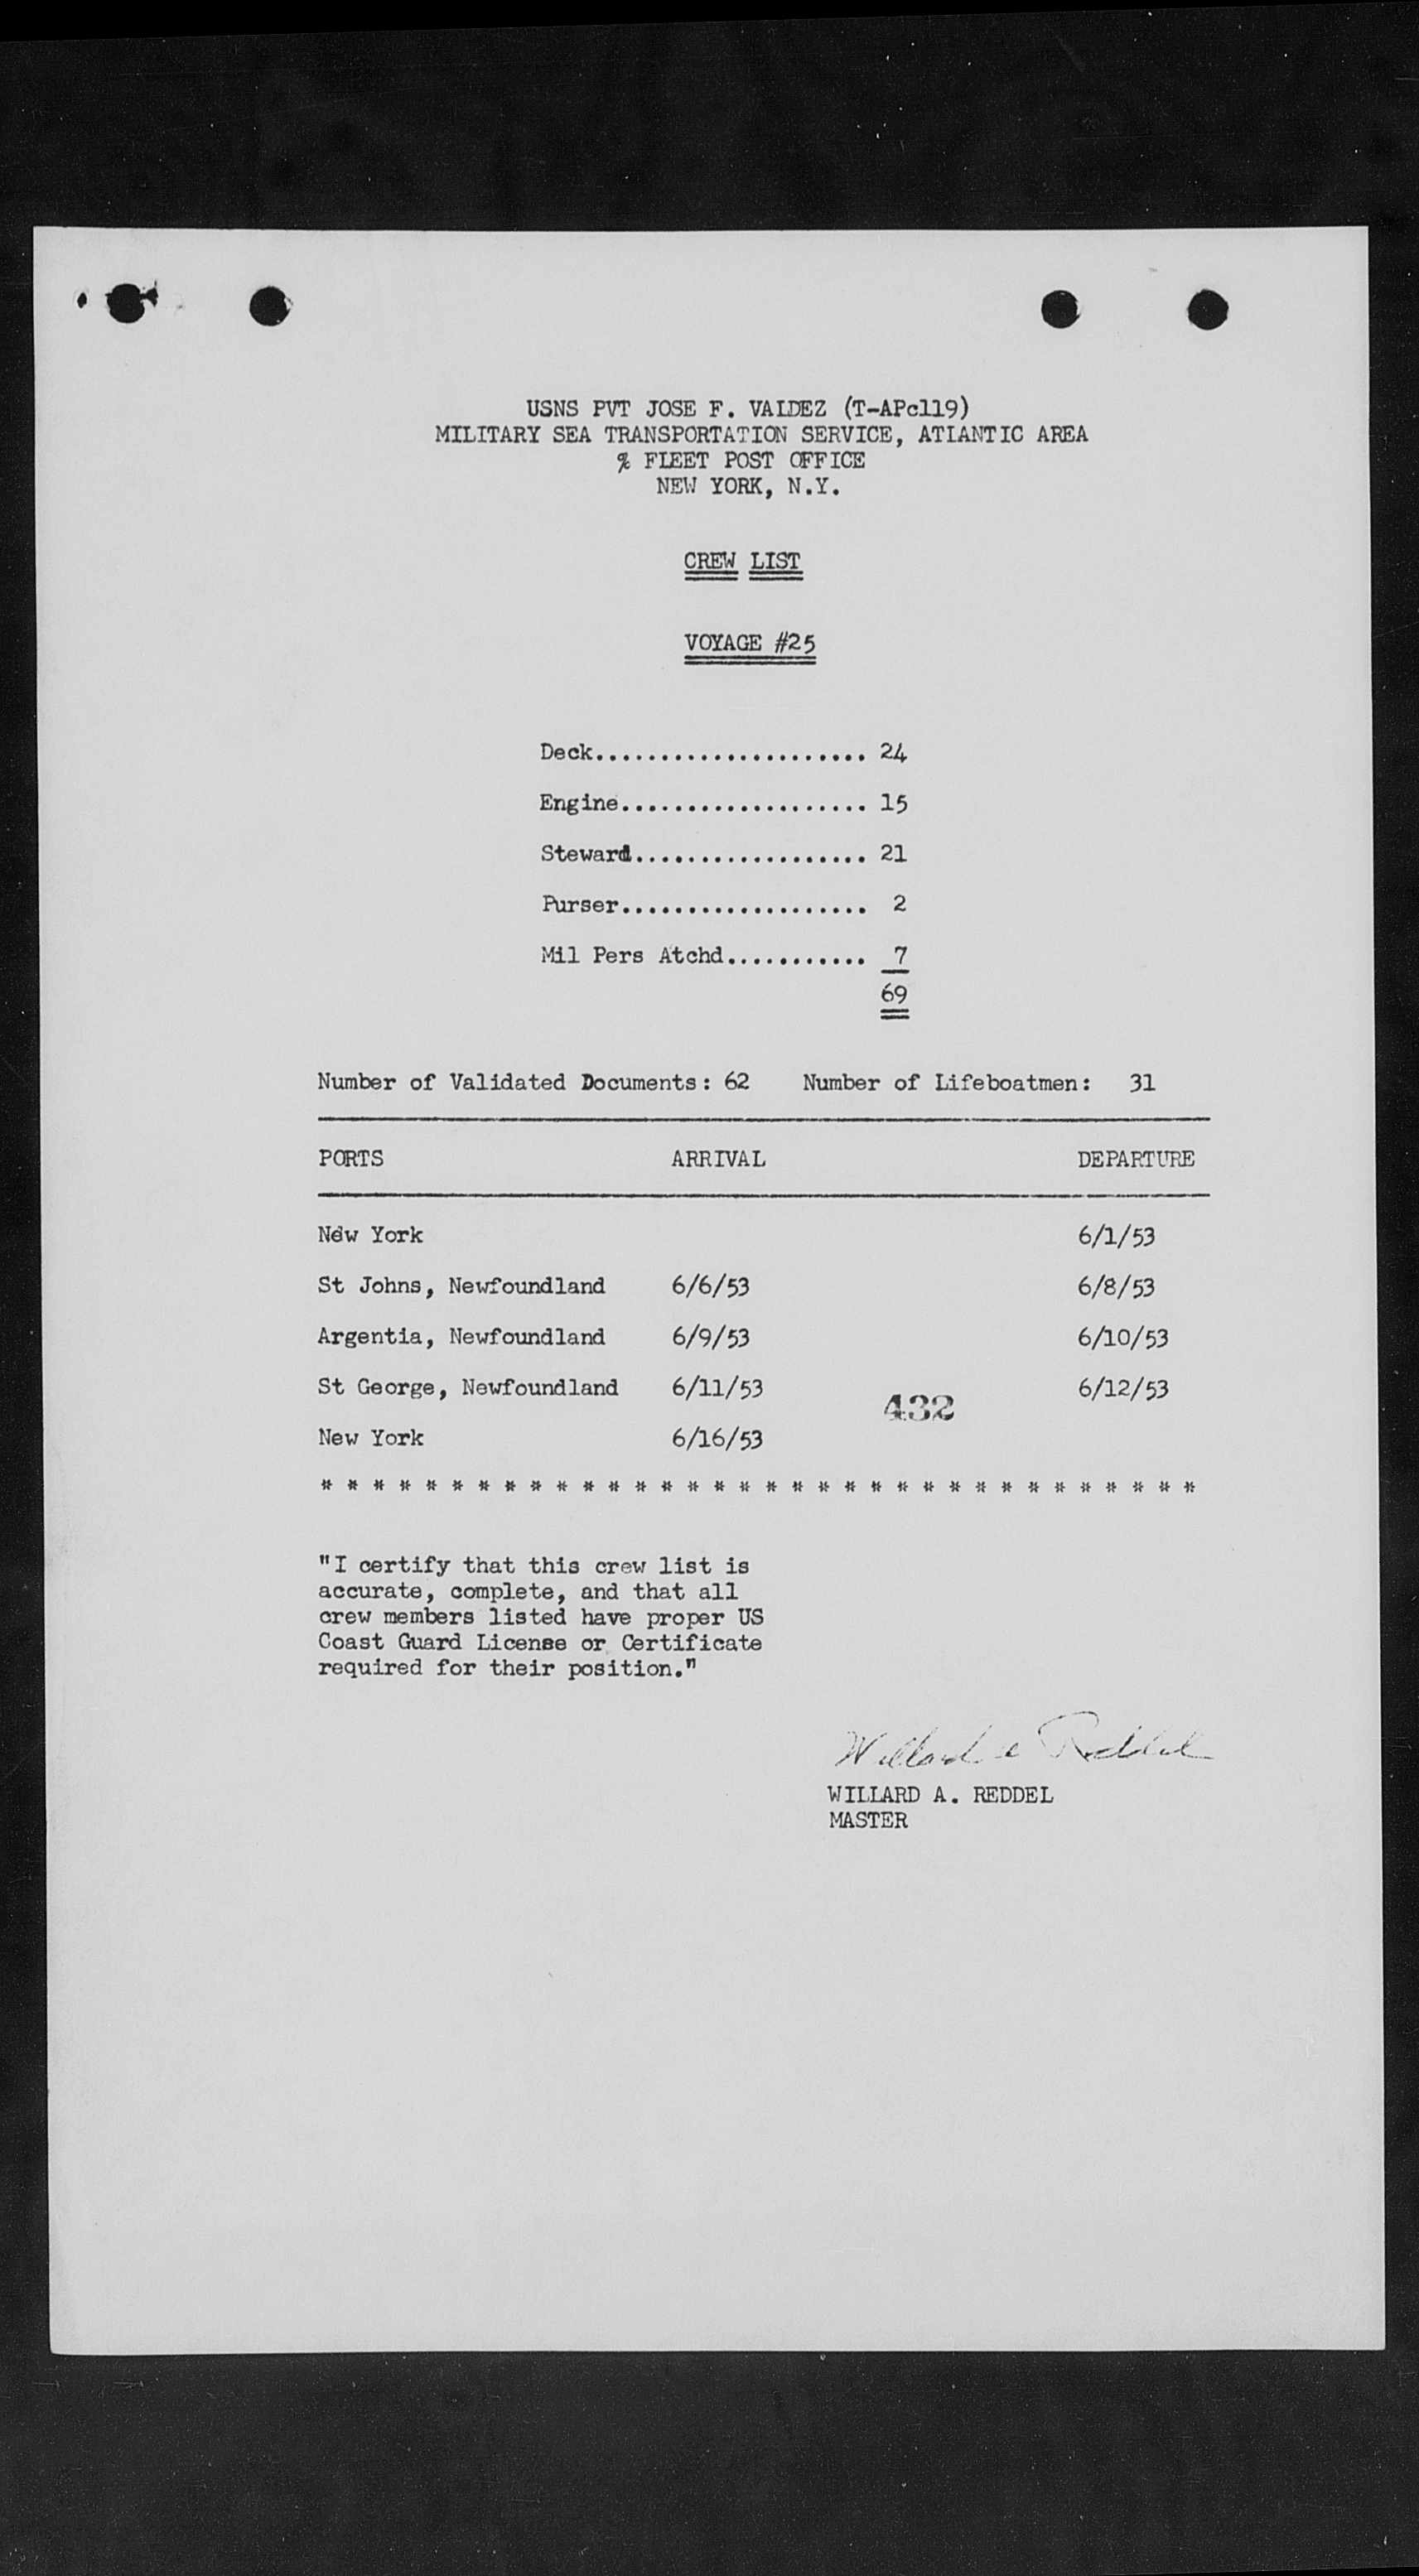 USNS PVT JOSE F. VALDEZ (T-APc119)
MILITARY SEA TRANSPORTATION SERVICE, ATLANTIC AREA
% FLEET POST OFFICE
NEW YORK, N.Y.
CREW LIST
VOYAGE #25
Deck..................... 24
Engine................... 15
Steward.................. 21
Purser................... 2
Mil Pers Atchd........... 7
69
Number of Validated Documents: 62 Number of Lifeboatmen: 31
PORTS ARRIVAL DEPARTURE
New York 6/1/53
St Johns, Newfoundland 6/6/53 6/8/53
Argentia, Newfoundland 6/9/53 6/10/53
St George, Newfoundland 6/11/53 6/12/53
432
New York 6/16/53
* * * * * * * * * * * * * * * * * * * * * * * * * * * * * * * * * *
"I certify that this crew list is
accurate, complete, and that all
crew members listed have proper US
Coast Guard License or Certificate
required for their position."
Willard A Reddel
WILLARD A. REDDEL
MASTER